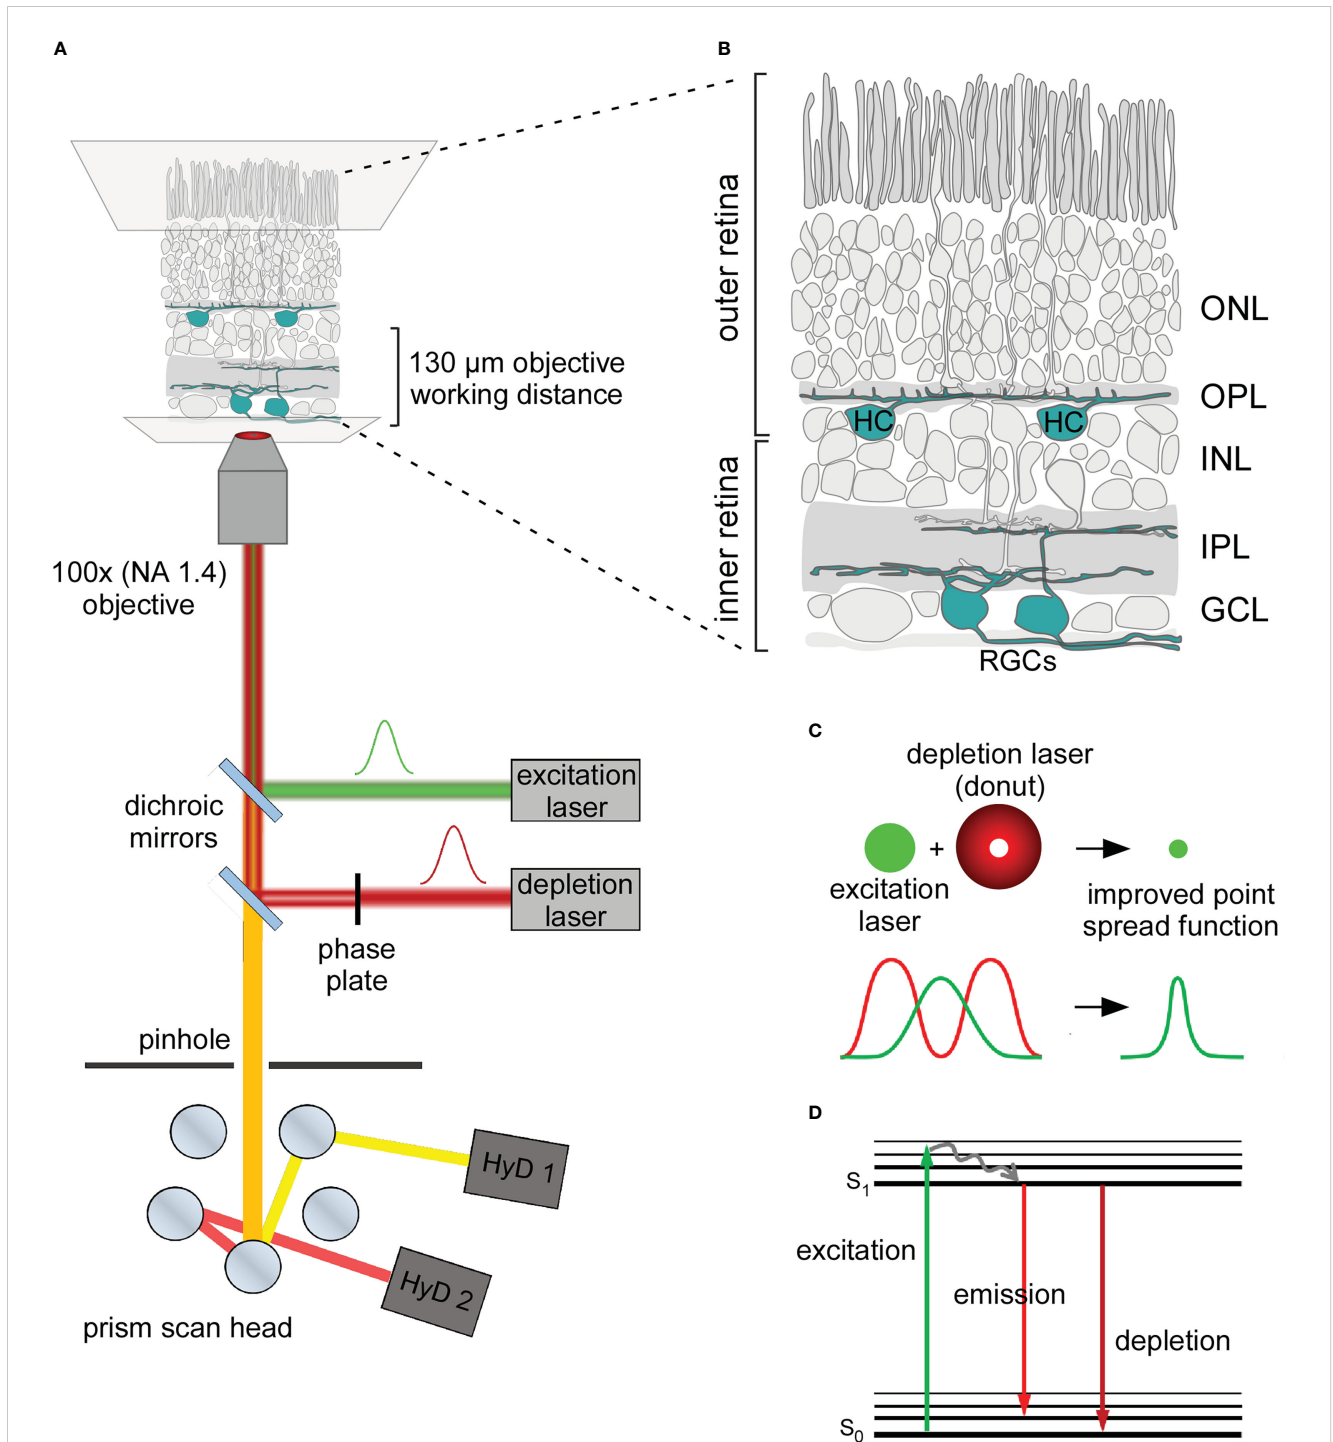 A
130 µm objective
working distance
100x (NA 1.4)
objective
excitation
laser
dichroic
mirrors
depletion
laser
phase
plate
pinhole
HyD 1
HyD 2
prism scan head
B
outer retina
inner retina
ONL
OPL
HC
HC
INL
IPL
GCL
RGCs
C
depletion laser
(donut)
+
excitation
laser
improved point
spread function
D
S1
excitation
emission
depletion
S0